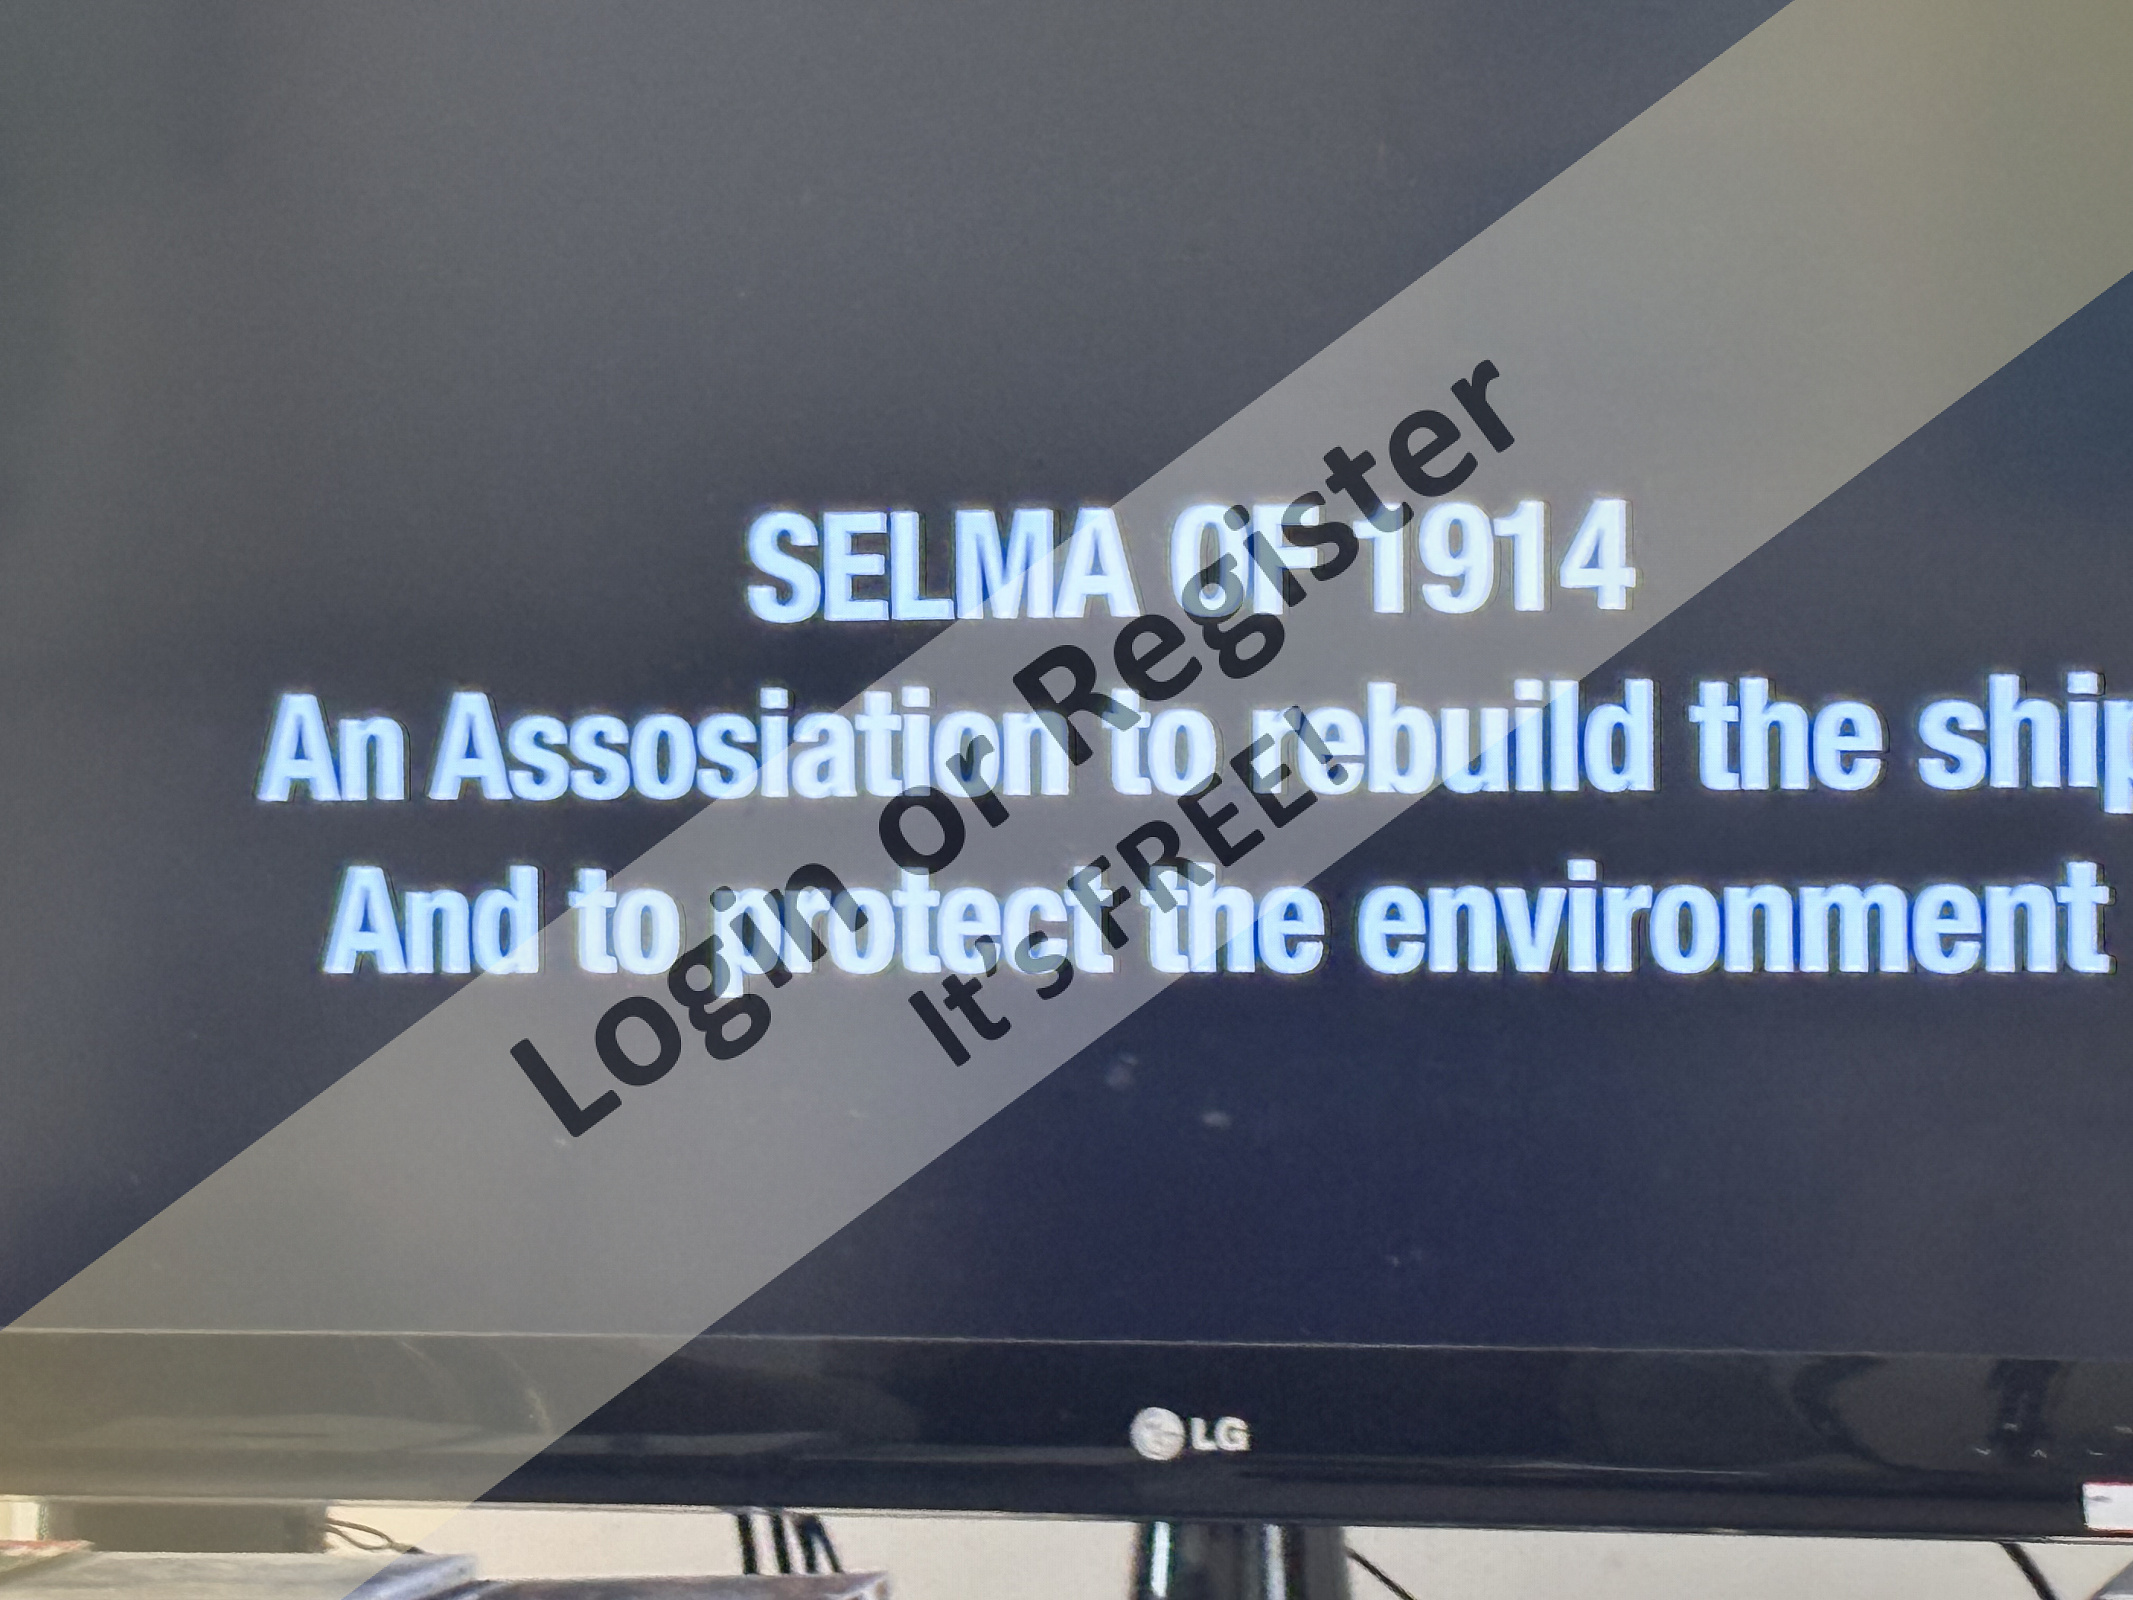 SELMA OF 1914
An Assosiation to rebuild the ship
And to protect the environment
Login or Register
It's FREE!
LG